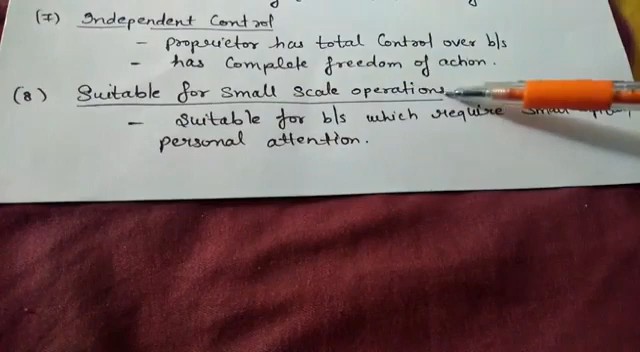 (7) Independent Control
- proprietor has total Control over b/s
- has Complete freedom of action.
(8) Suitable for small scale operations
- Suitable for b/s which require small
personal attention.